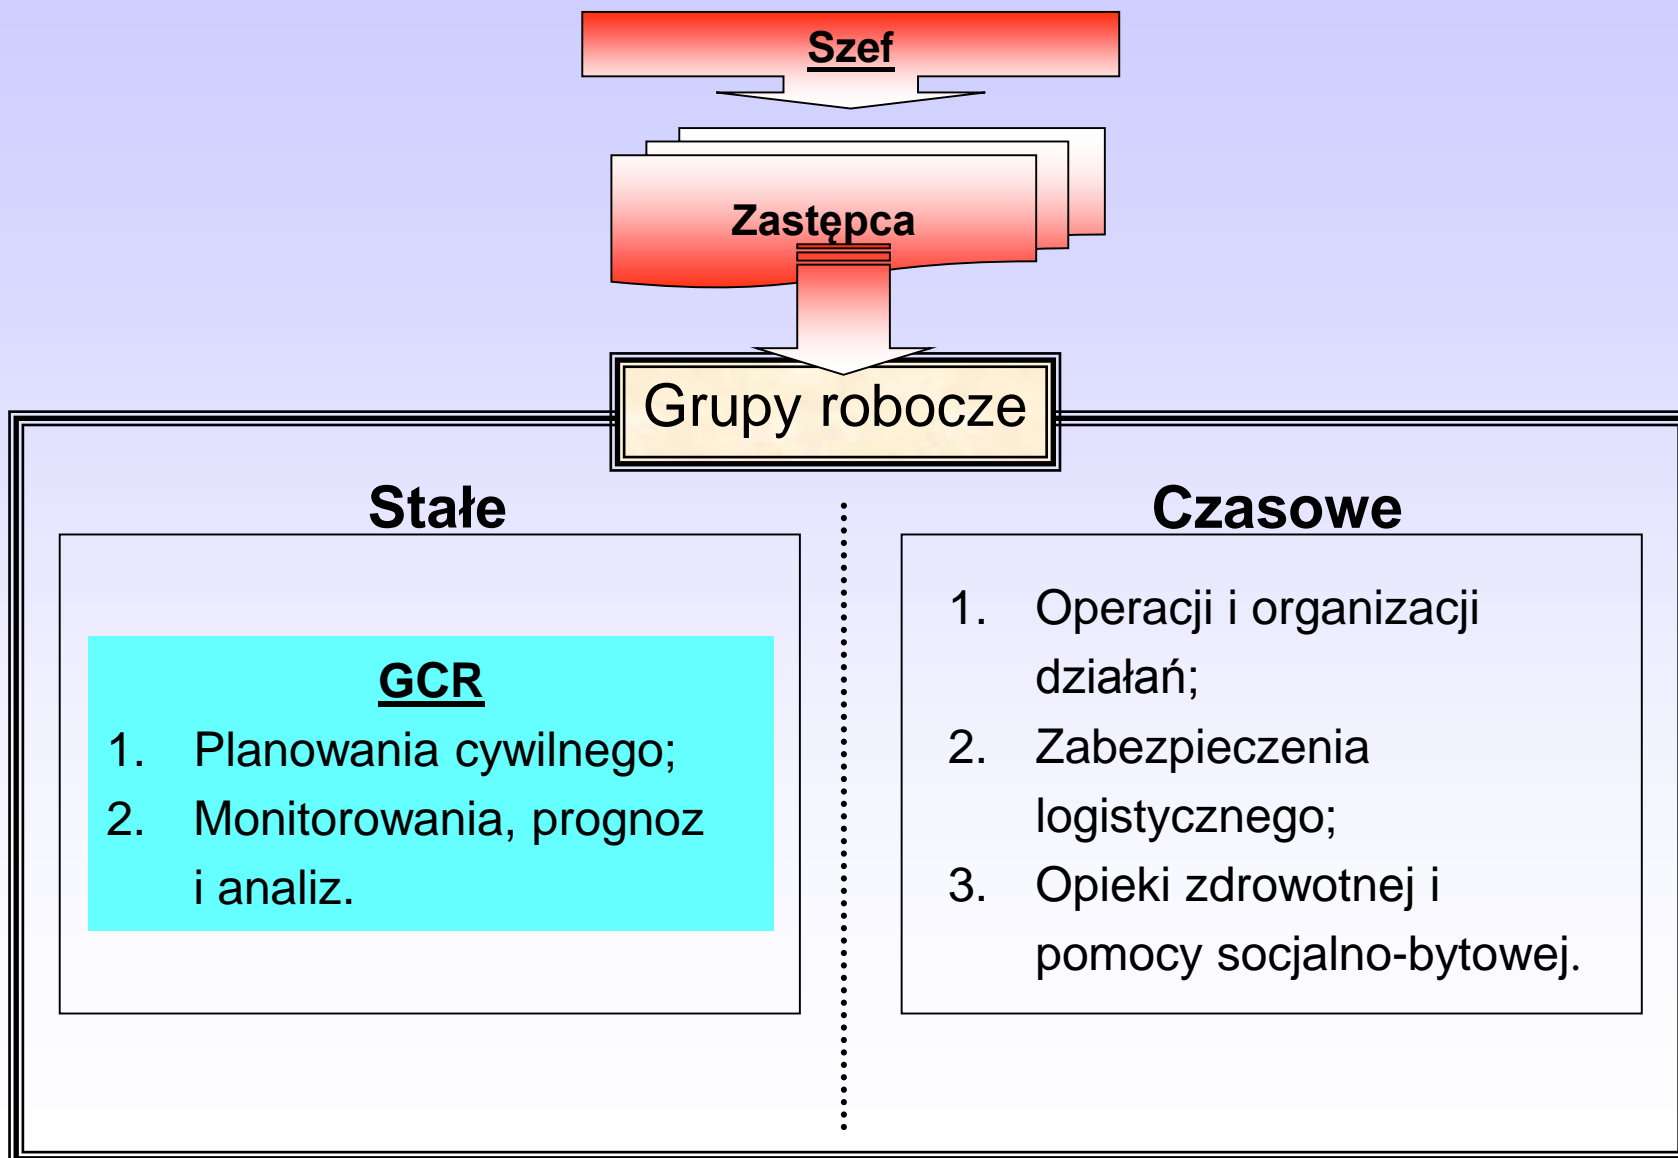 Szef
Zastępca
Grupy robocze
Stałe
GCR
1. Planowania cywilnego;
2. Monitorowania, prognoz
i analiz.
Czasowe
1. Operacji i organizacji
działań;
2. Zabezpieczenia
logistycznego;
3. Opieki zdrowotnej i
pomocy socjalno-bytowej.